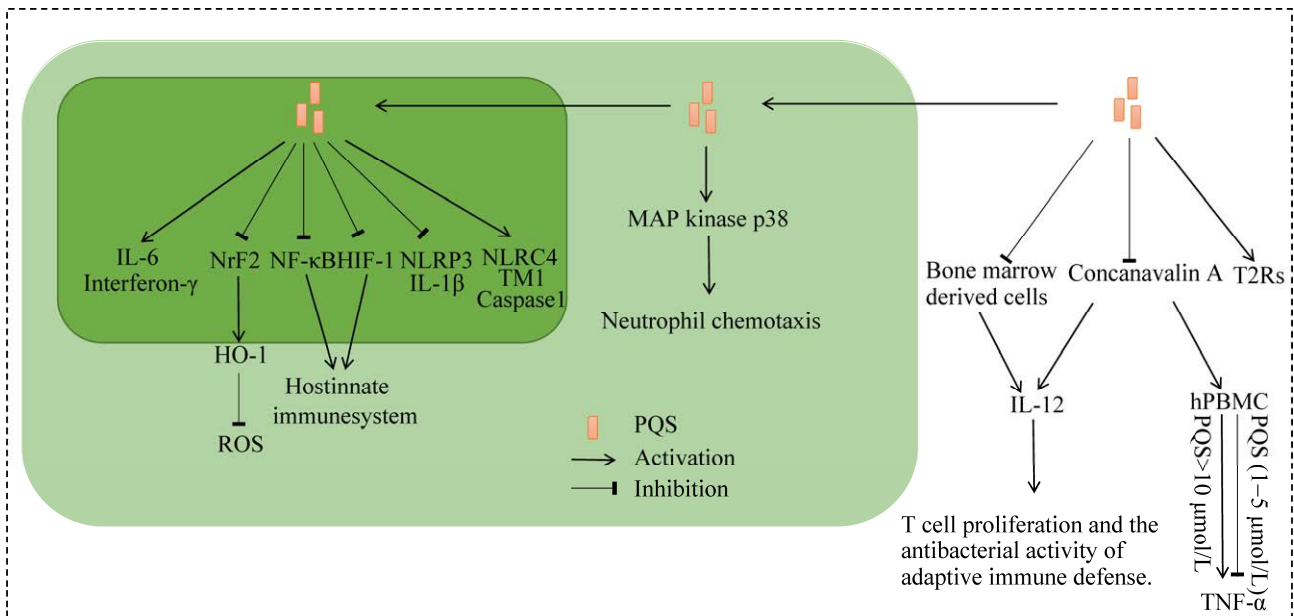 IL-6
Interferon-γ
NrF2
NF-κBHIF-1
NLRP3
IL-1β
NLRC4
TM1
Caspase1
HO-1
ROS
Hostinnate
immunesystem
MAP kinase p38
Neutrophil chemotaxis
PQS
Activation
Inhibition
Bone marrow
derived cells
Concanavalin A
T2Rs
IL-12
hPBMC
PQS>10 μmol/L
PQS (1–5 μmol/L)
TNF-α
T cell proliferation and the
antibacterial activity of
adaptive immune defense.